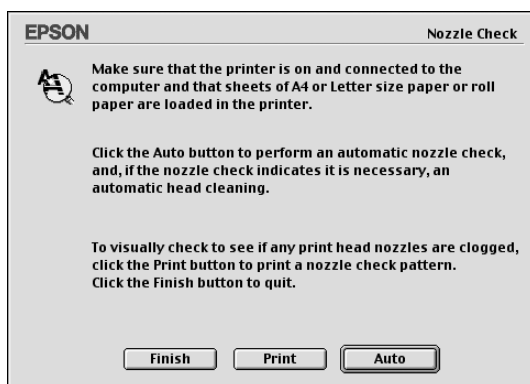 EPSON Nozzle Check
Make sure that the printer is on and connected to the
computer and that sheets of A4 or Letter size paper or roll
paper are loaded in the printer.
Click the Auto button to perform an automatic nozzle check,
and, if the nozzle check indicates it is necessary, an
automatic head cleaning.
To visually check to see if any print head nozzles are clogged,
click the Print button to print a nozzle check pattern.
Click the Finish button to quit.
Finish Print Auto